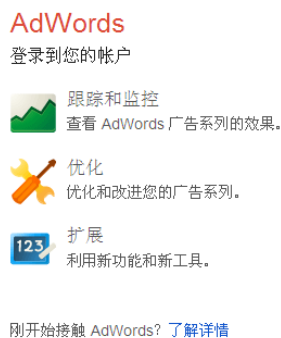 AdWords
登录到您的帐户
跟踪和监控
查看 AdWords 广告系列的效果。
优化
优化和改进您的广告系列。
123
扩展
利用新功能和新工具。
刚开始接触 AdWords？了解详情